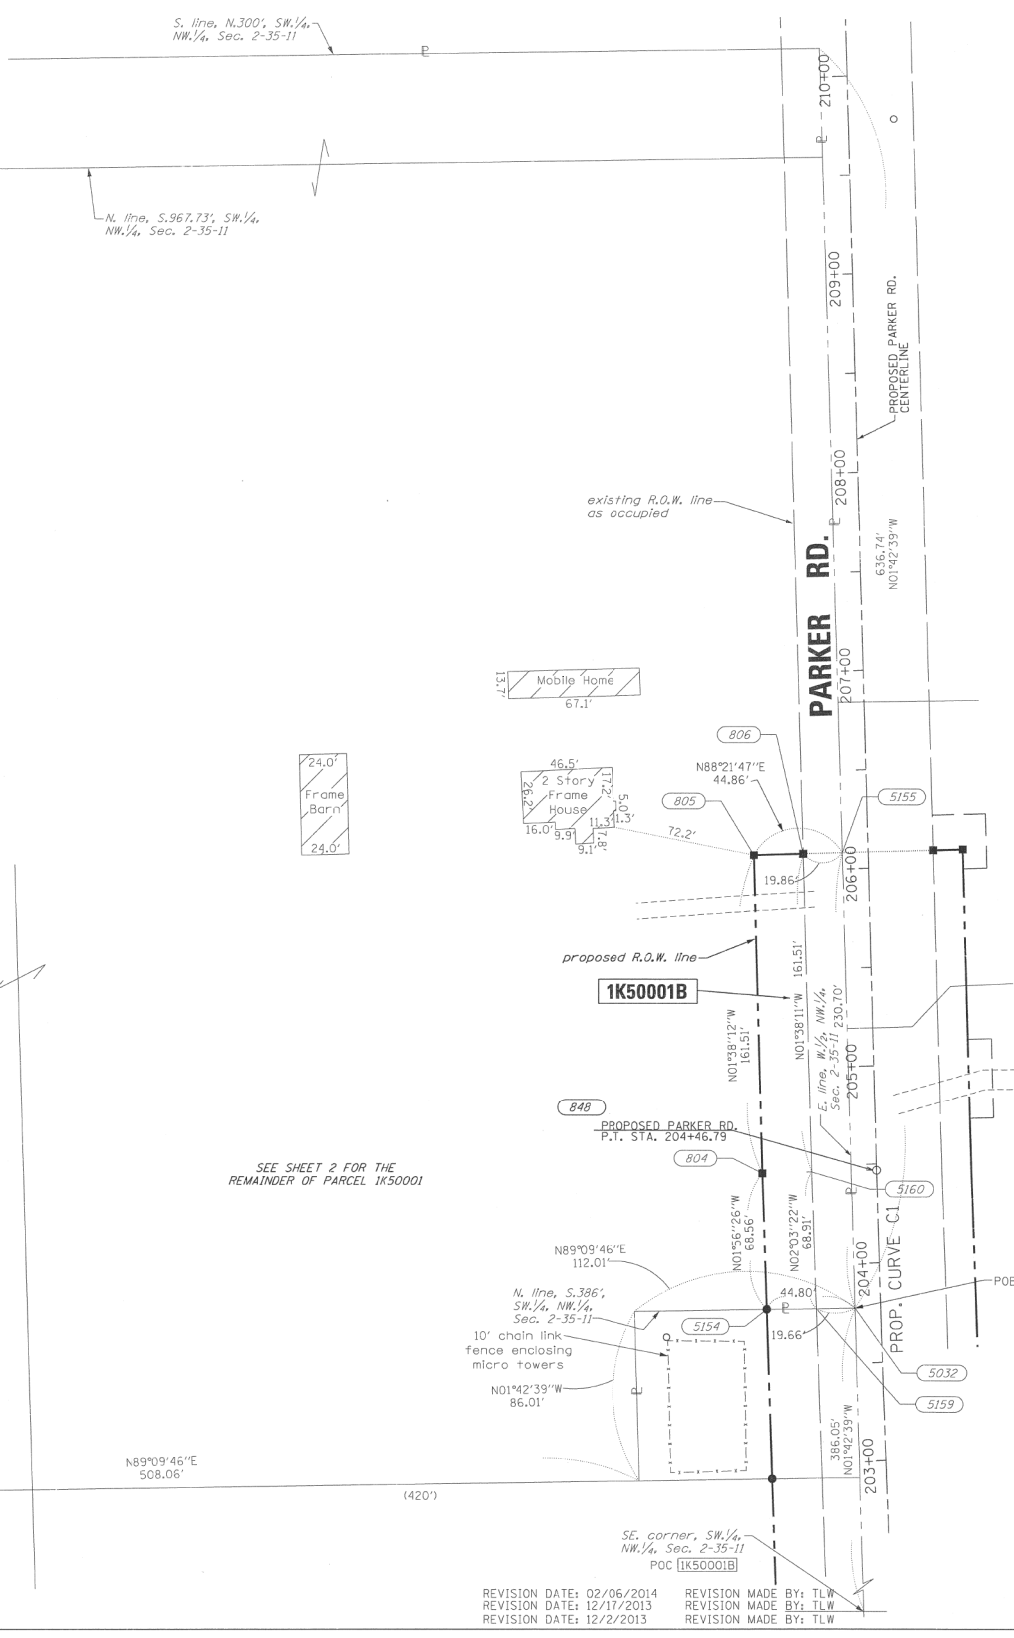 S. line, N.300', SW.¼,
NW.¼, Sec. 2-35-11
N. line, S.967.73', SW.¼,
NW.¼, Sec. 2-35-11
210+00
209+00
PROPOSED PARKER RD.
CENTERLINE
208+00
existing R.O.W. line
as occupied
636.74'
N01°42'39"W
PARKER RD.
207+00
Mobile Home
13.7'
67.1'
806
N88°21'47"E
44.86'
805
5155
24.0'
Frame
Barn
24.0'
46.5'
2 Story
Frame
House
26.2'
17.2'
5.0'
1.3'
11.3'
16.0'
9.9'
7.8'
9.1'
72.2'
19.86'
206+00
proposed R.O.W. line
1K50001B
N01°38'11"W 161.51'
N01°38'12"W
161.51'
E. line, W.½, NW.¼,
Sec. 2-35-11 230.70'
205+00
848
PROPOSED PARKER RD.
P.T. STA. 204+46.79
804
5160
SEE SHEET 2 FOR THE
REMAINDER OF PARCEL 1K50001
N01°56'26"W
68.56'
N02°03'22"W
68.91'
204+00
PROP. CURVE C1
N89°09'46"E
112.01'
44.80'
POB
N. line, S.386',
SW.¼, NW.¼,
Sec. 2-35-11
5154
19.66'
10' chain link
fence enclosing
micro towers
5032
5159
N01°42'39"W
86.01'
386.05'
N01°42'39"W
203+00
N89°09'46"E
508.06'
(420')
SE. corner, SW.¼,
NW.¼, Sec. 2-35-11
POC 1K50001B
REVISION DATE: 02/06/2014 REVISION MADE BY: TLW
REVISION DATE: 12/17/2013 REVISION MADE BY: TLW
REVISION DATE: 12/2/2013 REVISION MADE BY: TLW